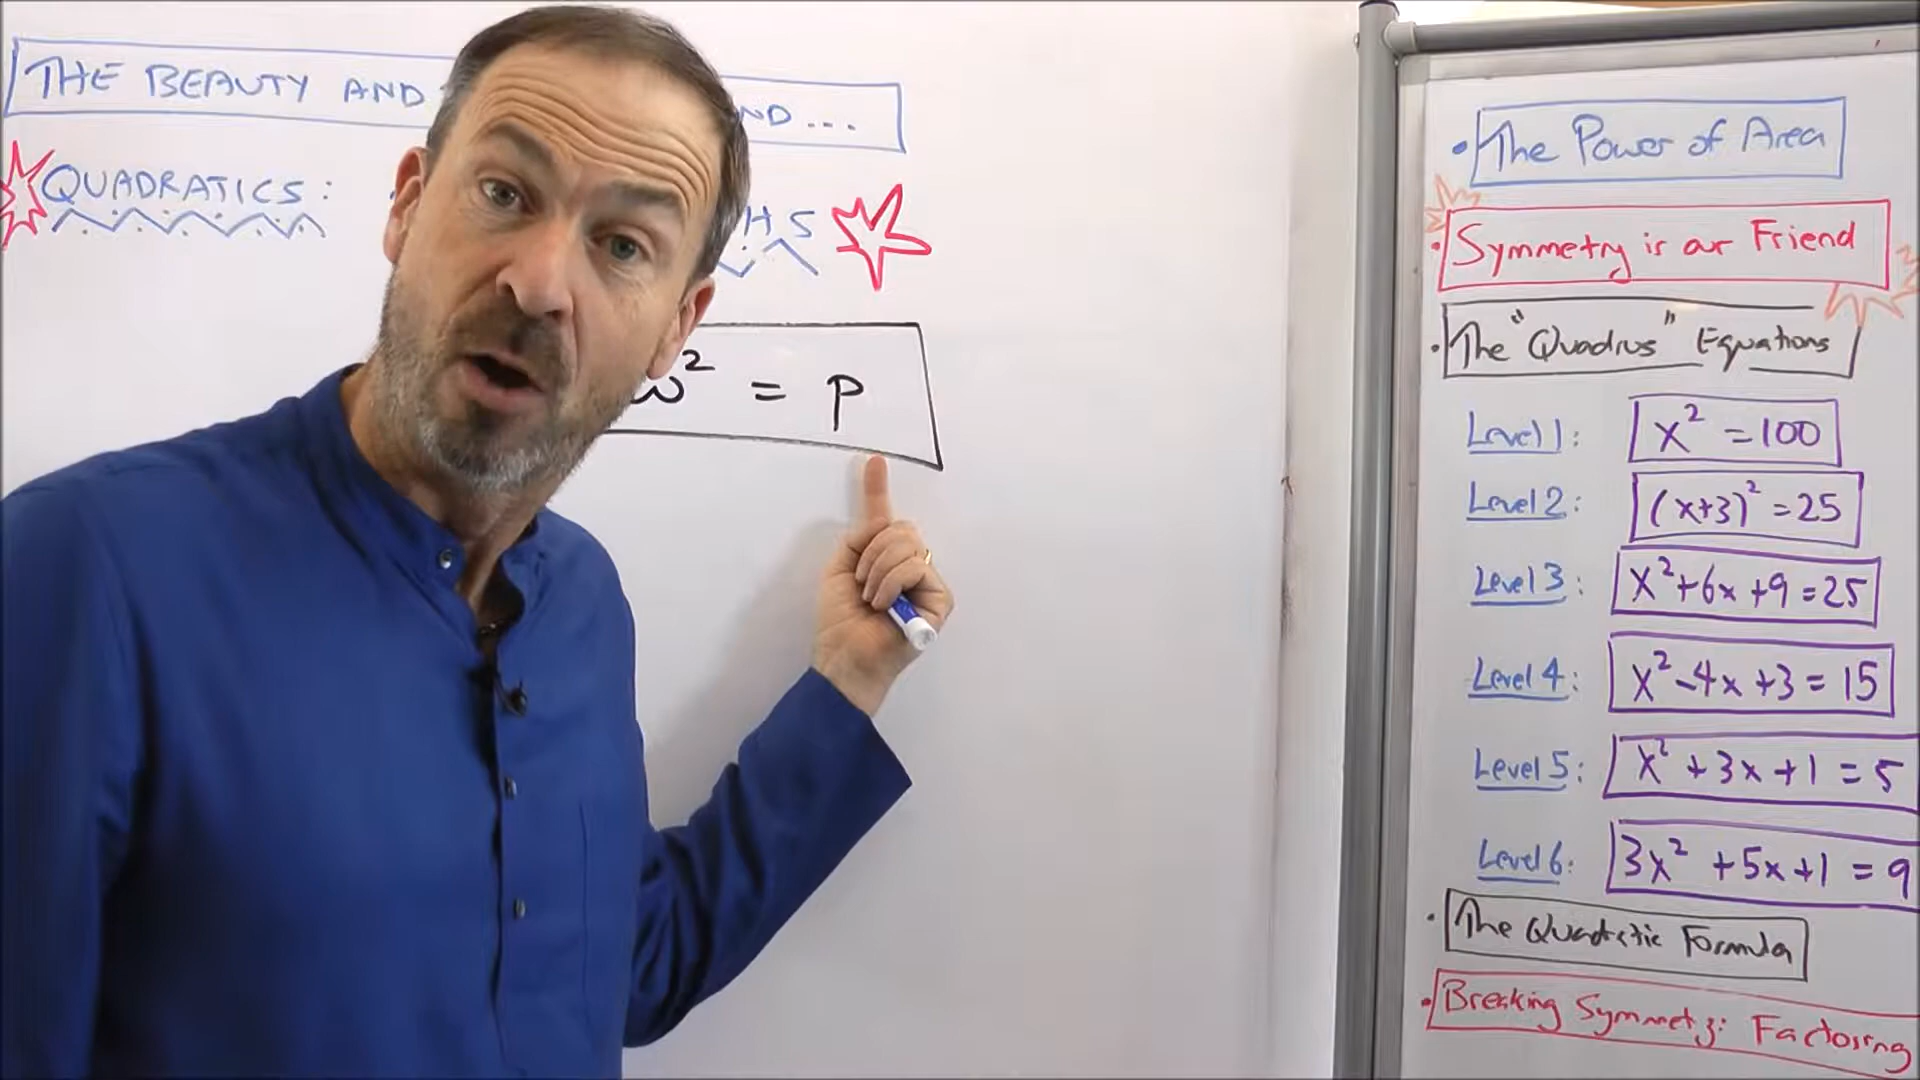 THE BEAUTY AND ND...
QUADRATICS: HS
w² = p
• The Power of Area
• Symmetry is our Friend
• The "Quadrus" Equations
Level 1: x² = 100
Level 2: (x+3)² = 25
Level 3: x² + 6x + 9 = 25
Level 4: x² - 4x + 3 = 15
Level 5: x² + 3x + 1 = 5
Level 6: 3x² + 5x + 1 = 9
• The Quadratic Formula
• Breaking Symmetry: Factoring